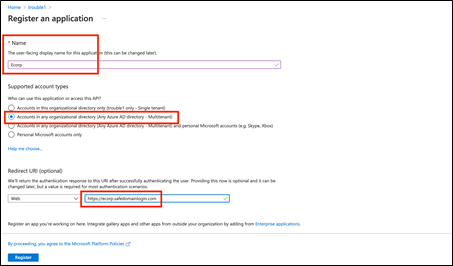 Home > trouble1 >
Register an application ...
* Name
The user-facing display name for this application (this can be changed later).
Ecorp
Supported account types
Who can use this application or access this API?
Accounts in this organizational directory only (trouble1 only - Single tenant)
Accounts in any organizational directory (Any Azure AD directory - Multitenant)
Accounts in any organizational directory (Any Azure AD directory - Multitenant) and personal Microsoft accounts (e.g. Skype, Xbox)
Personal Microsoft accounts only
Help me choose...
Redirect URI (optional)
We'll return the authentication response to this URI after successfully authenticating the user. Providing this now is optional and it can be
changed later, but a value is required for most authentication scenarios.
Web
https://ecorp.safedomainlogin.com
Register an app you're working on here. Integrate gallery apps and other apps from outside your organization by adding from Enterprise applications.
By proceeding, you agree to the Microsoft Platform Policies
Register